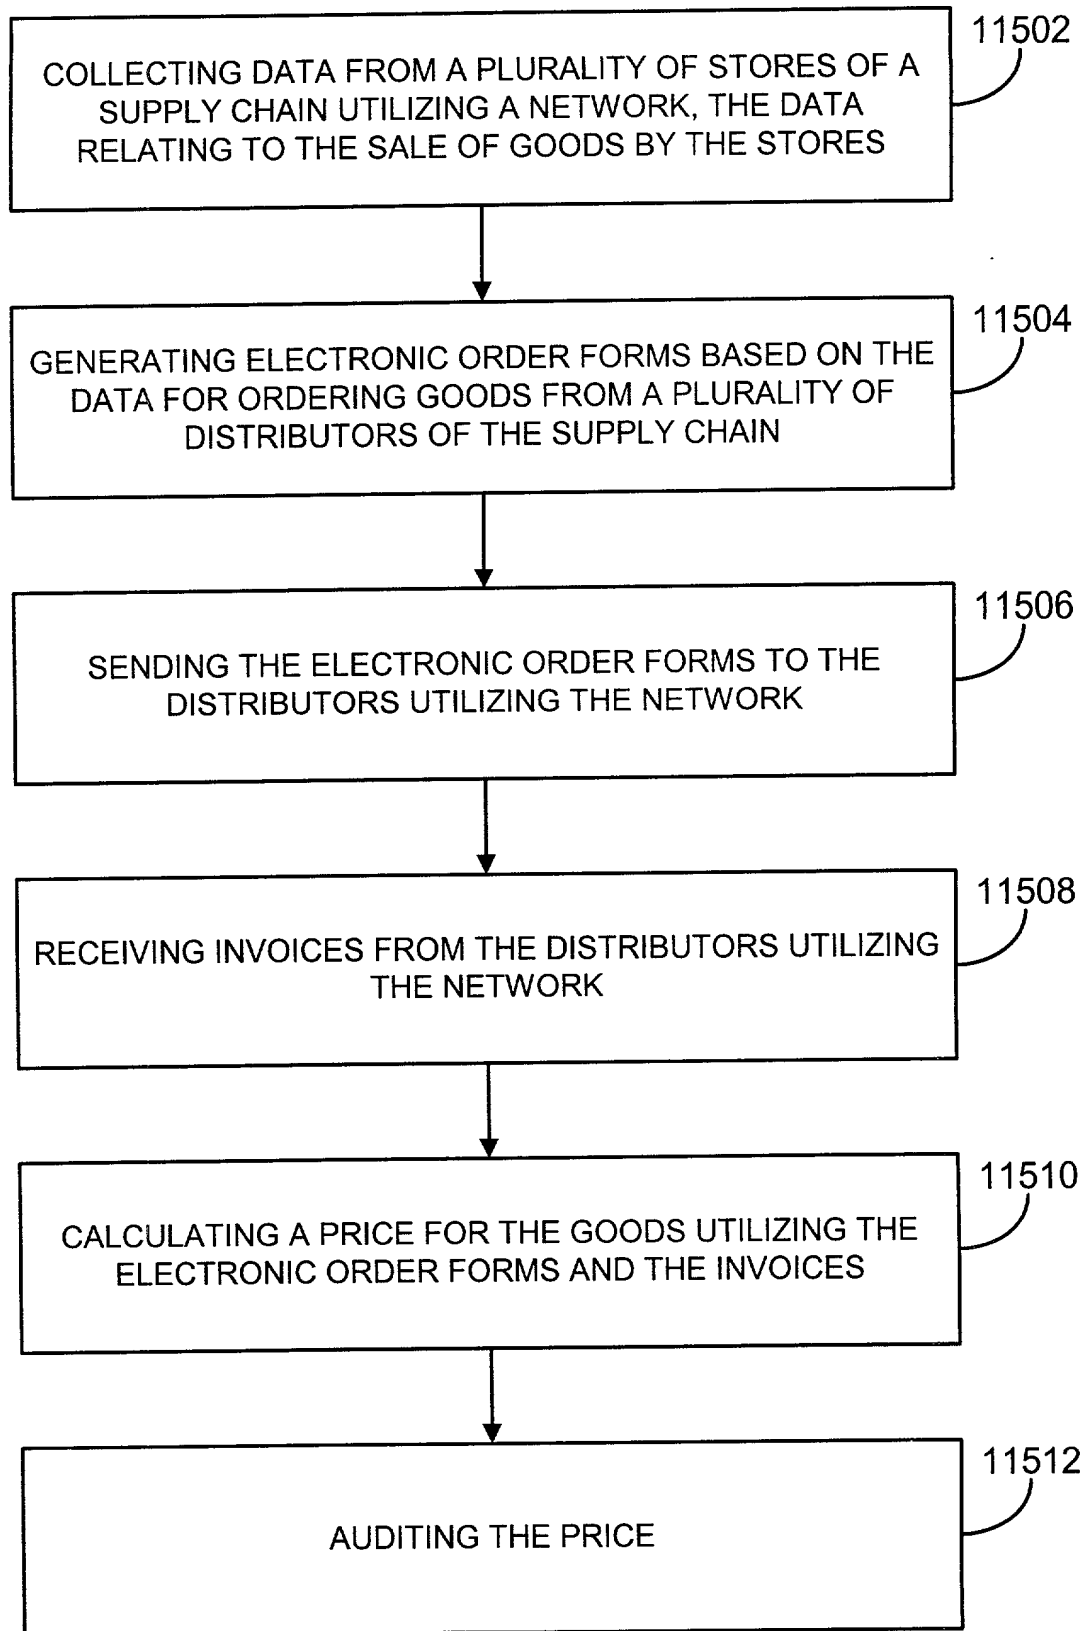 11502
COLLECTING DATA FROM A PLURALITY OF STORES OF A
SUPPLY CHAIN UTILIZING A NETWORK, THE DATA
RELATING TO THE SALE OF GOODS BY THE STORES
11504
GENERATING ELECTRONIC ORDER FORMS BASED ON THE
DATA FOR ORDERING GOODS FROM A PLURALITY OF
DISTRIBUTORS OF THE SUPPLY CHAIN
11506
SENDING THE ELECTRONIC ORDER FORMS TO THE
DISTRIBUTORS UTILIZING THE NETWORK
11508
RECEIVING INVOICES FROM THE DISTRIBUTORS UTILIZING
THE NETWORK
11510
CALCULATING A PRICE FOR THE GOODS UTILIZING THE
ELECTRONIC ORDER FORMS AND THE INVOICES
11512
AUDITING THE PRICE